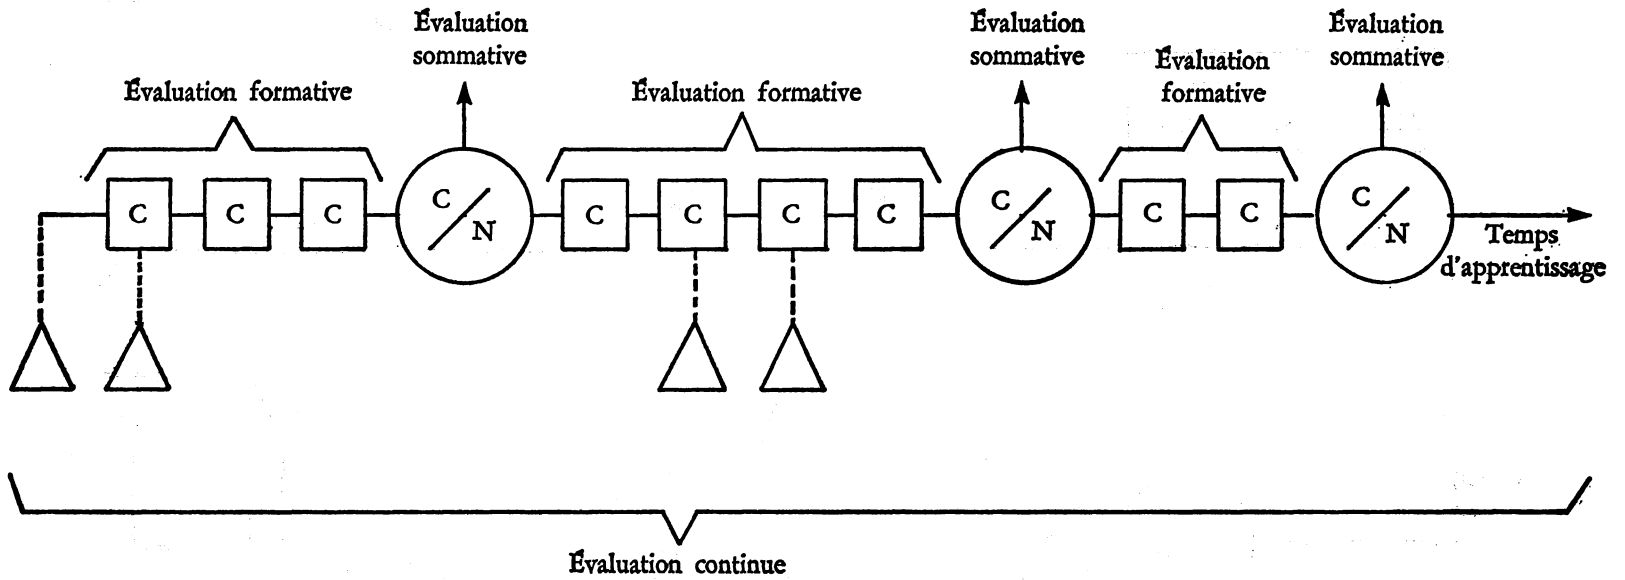 Évaluation
sommative
Évaluation
sommative
Évaluation
sommative
Évaluation formative
Évaluation formative
Évaluation
formative
C
C
C
C/N
C
C
C
C
C/N
C
C
C/N
Temps
d'apprentissage
Évaluation continue